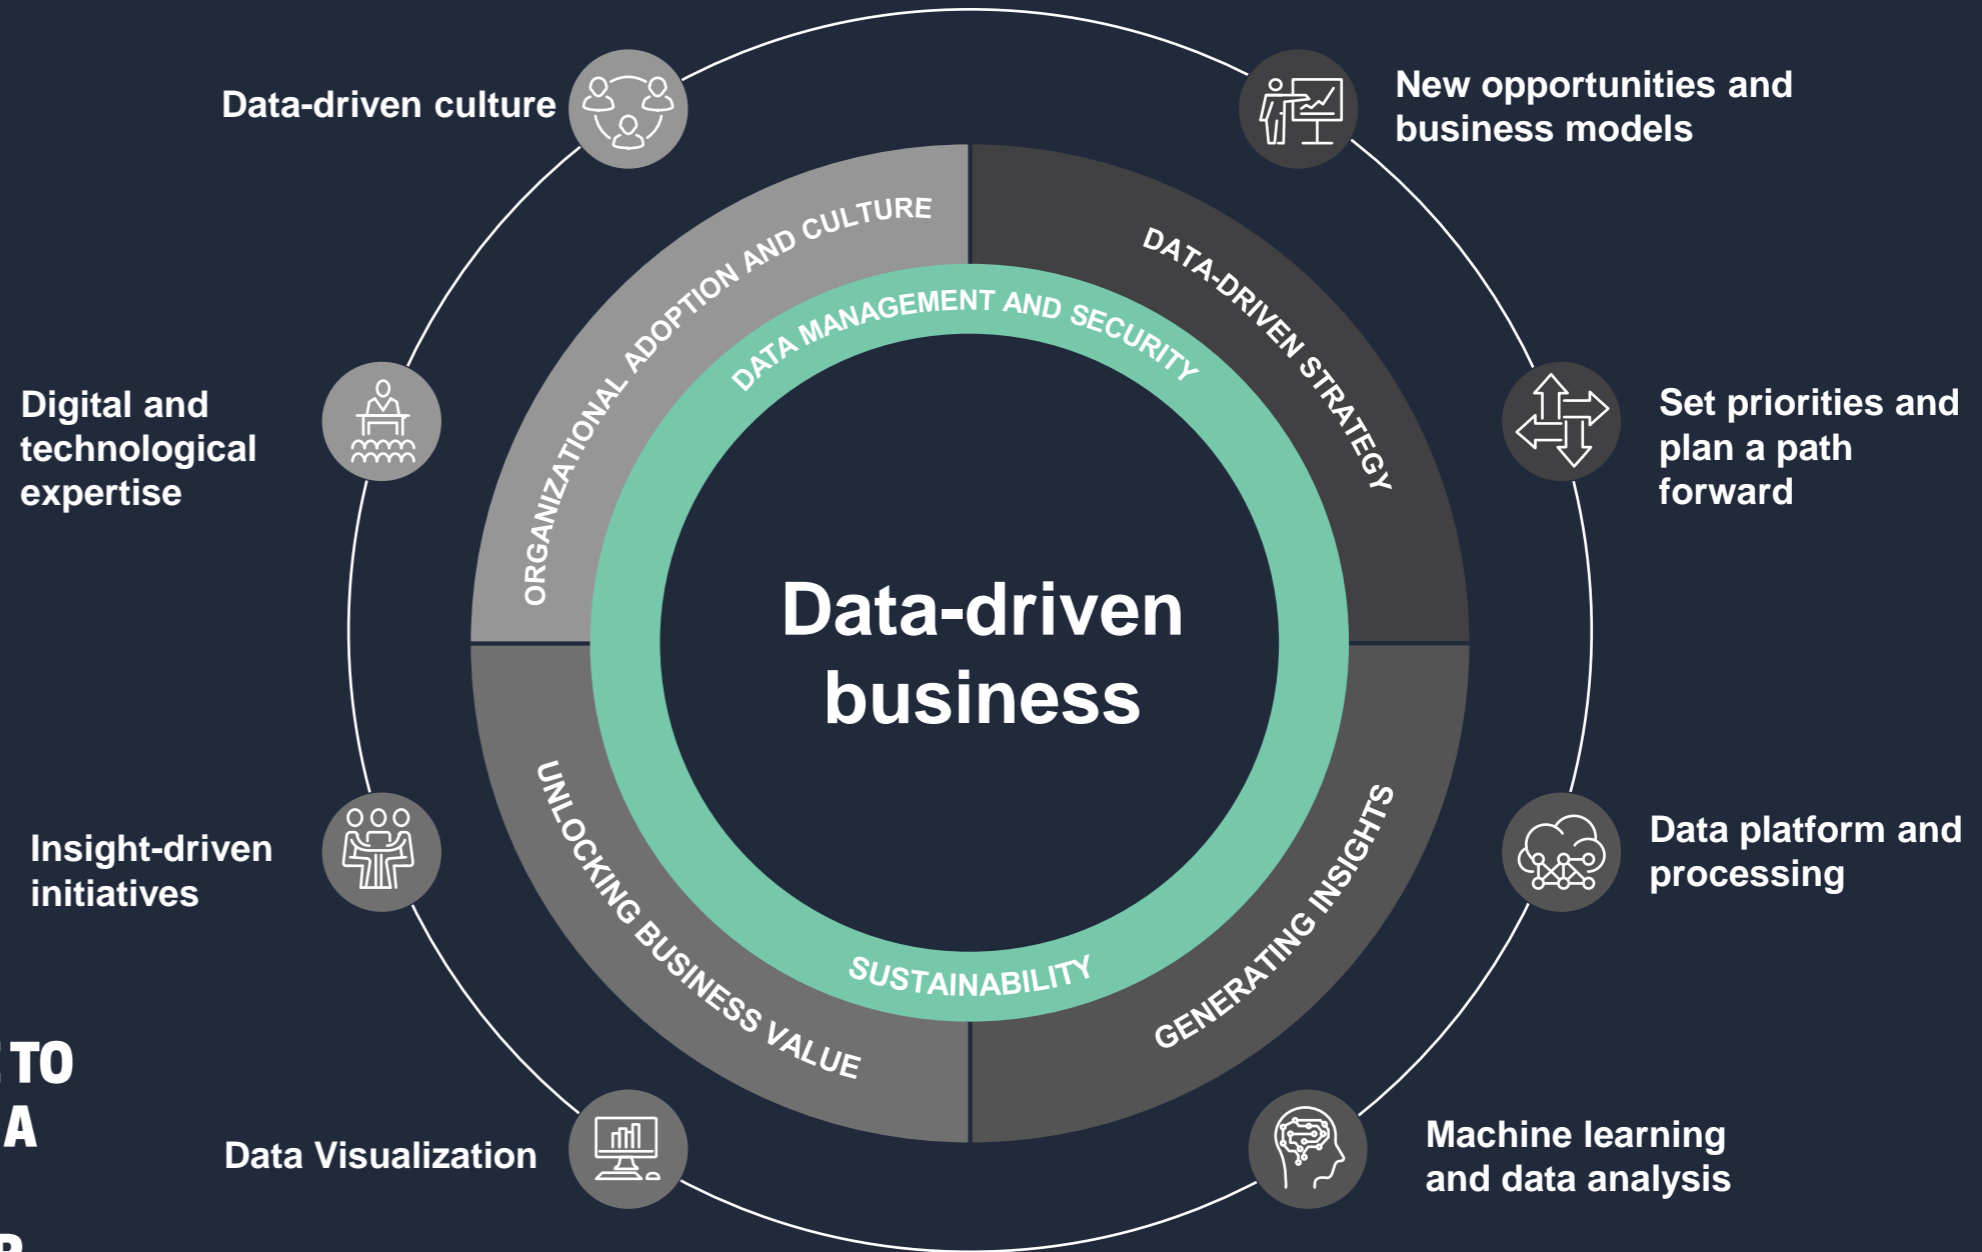 Data-driven culture
New opportunities and
business models
ORGANIZATIONAL ADOPTION AND CULTURE
DATA-DRIVEN STRATEGY
DATA MANAGEMENT AND SECURITY
Digital and
technological
expertise
Set priorities and
plan a path
forward
Data-driven
business
Insight-driven
initiatives
Data platform and
processing
UNLOCKING BUSINESS VALUE
GENERATING INSIGHTS
SUSTAINABILITY
TO
A
Data Visualization
Machine learning
and data analysis